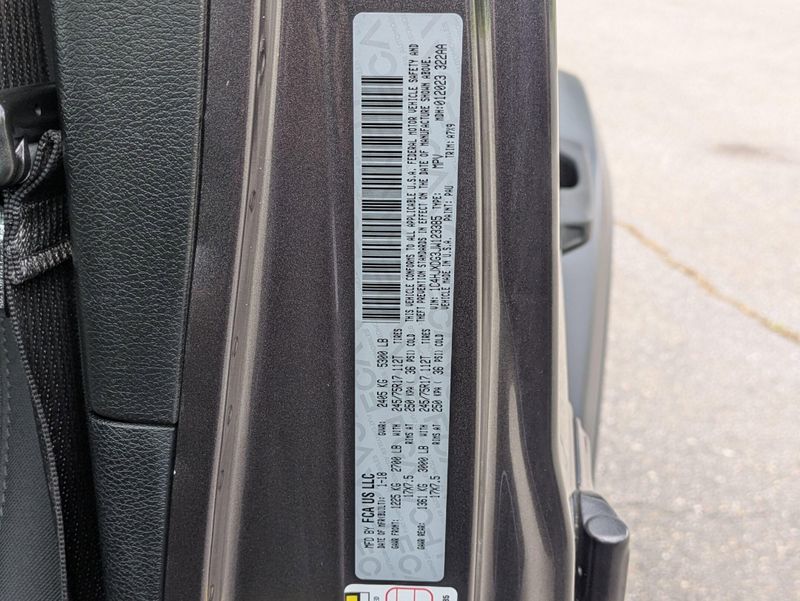 MFD BY FCA US LLC
DATE OF MFR(BUILT): 1-18 GVWR: 2405 KG 5300 LB
GAWR FRONT: 1225 KG 2700 LB WITH 245/75R17 112T TIRES
17X7.5 RIMS AT 250 KPA ( 36 PSI) COLD
GAWR REAR: 1361 KG 3000 LB WITH 245/75R17 112T TIRES
17X7.5 RIMS AT 250 KPA ( 36 PSI) COLD
THIS VEHICLE CONFORMS TO ALL APPLICABLE U.S.A. FEDERAL MOTOR VEHICLE SAFETY AND
THEFT PREVENTION STANDARDS IN EFFECT ON THE DATE OF MANUFACTURE SHOWN ABOVE.
VIN: 1C4HJXDG3JW123385 TYPE: MPV MDH:012023 322AA
VEHICLE MADE IN U.S.A. PAINT: PAU TRIM: A7X9